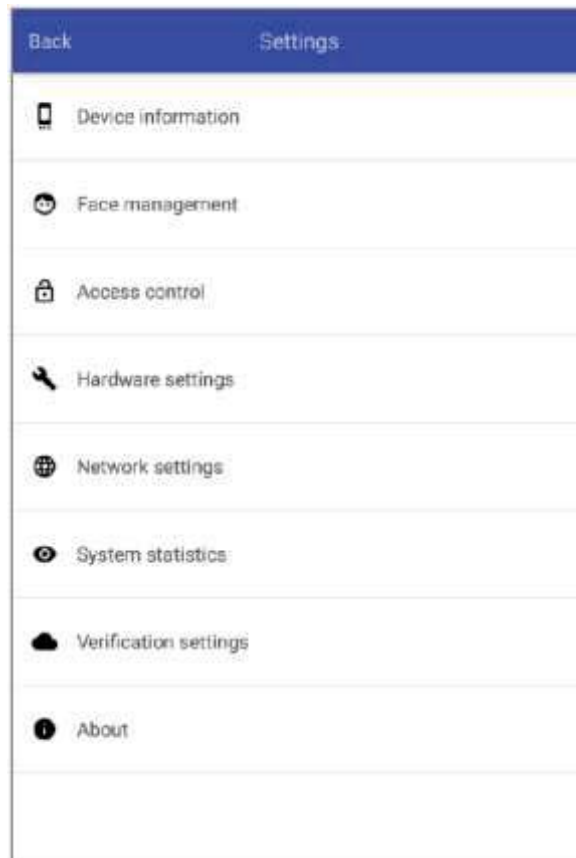 Back
Settings
Device information
Face management
Access control
Hardware settings
Network settings
System statistics
Verification settings
About